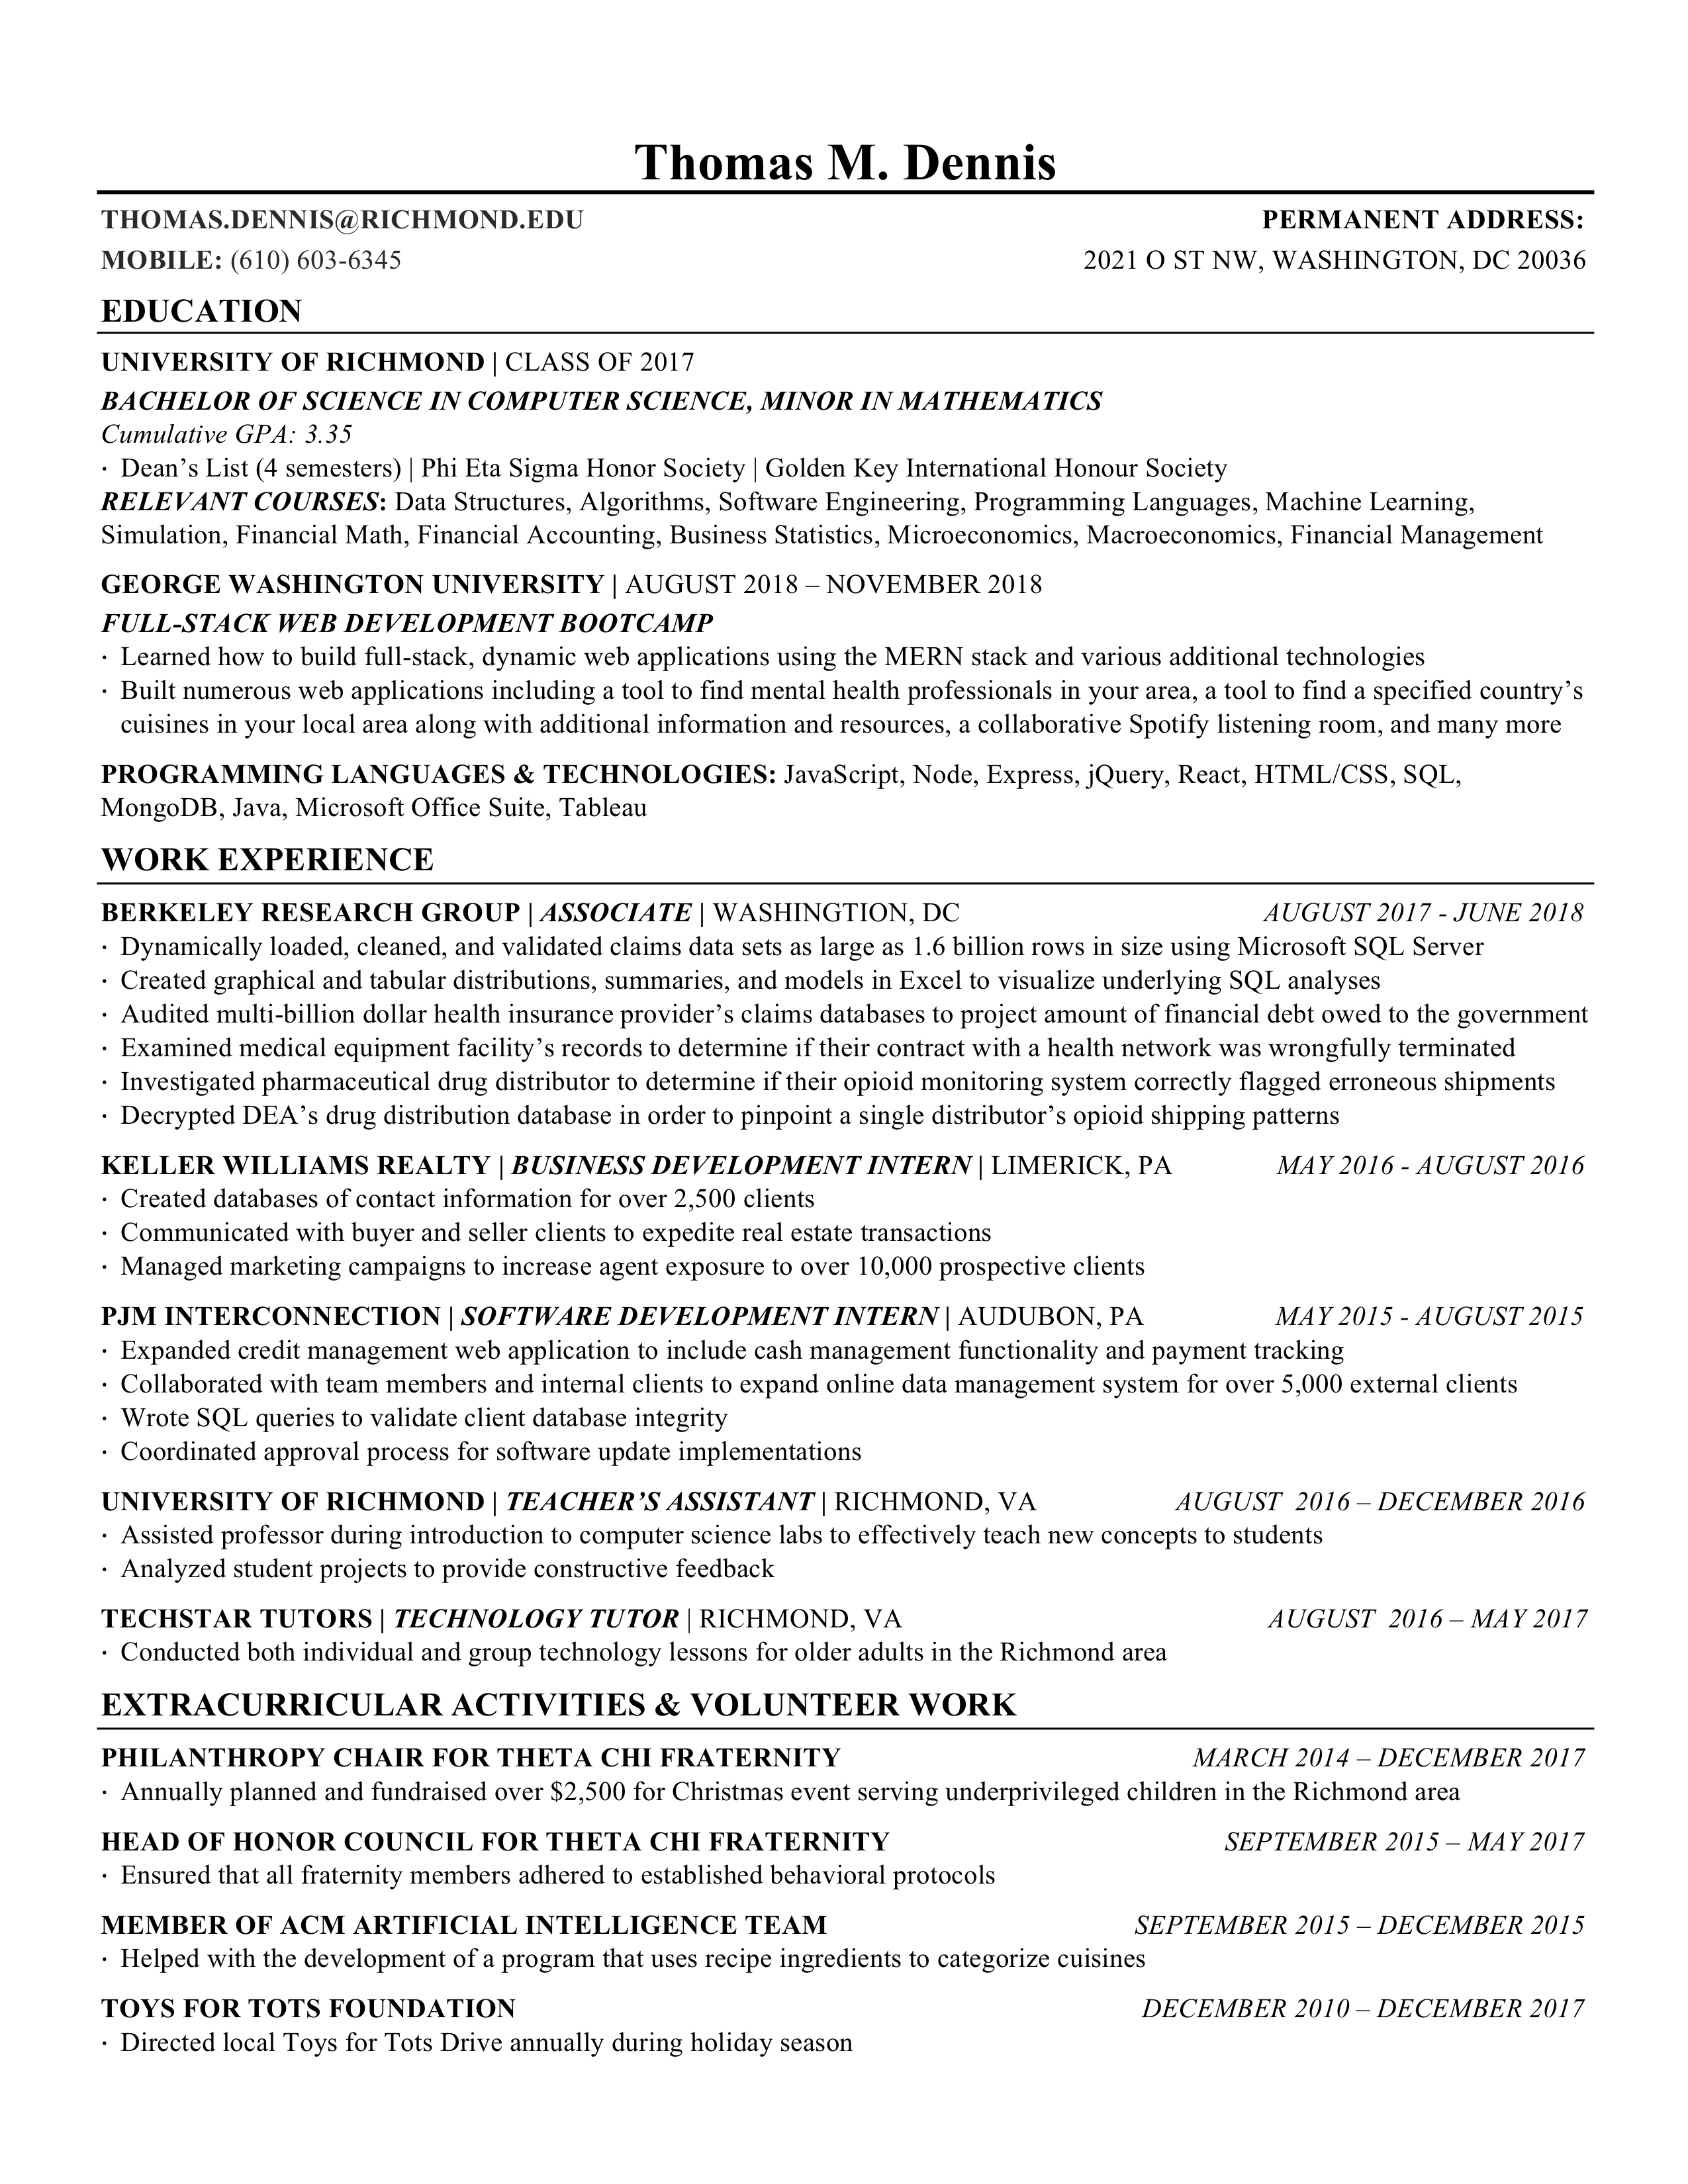 Thomas M. Dennis
THOMAS.DENNIS@RICHMOND.EDU PERMANENT ADDRESS:
MOBILE: (610) 603-6345 2021 O ST NW, WASHINGTON, DC 20036
EDUCATION
UNIVERSITY OF RICHMOND | CLASS OF 2017
BACHELOR OF SCIENCE IN COMPUTER SCIENCE, MINOR IN MATHEMATICS
Cumulative GPA: 3.35
· Dean’s List (4 semesters) | Phi Eta Sigma Honor Society | Golden Key International Honour Society
RELEVANT COURSES: Data Structures, Algorithms, Software Engineering, Programming Languages, Machine Learning,
Simulation, Financial Math, Financial Accounting, Business Statistics, Microeconomics, Macroeconomics, Financial Management
GEORGE WASHINGTON UNIVERSITY | AUGUST 2018 – NOVEMBER 2018
FULL-STACK WEB DEVELOPMENT BOOTCAMP
· Learned how to build full-stack, dynamic web applications using the MERN stack and various additional technologies
· Built numerous web applications including a tool to find mental health professionals in your area, a tool to find a specified country’s
cuisines in your local area along with additional information and resources, a collaborative Spotify listening room, and many more
PROGRAMMING LANGUAGES & TECHNOLOGIES: JavaScript, Node, Express, jQuery, React, HTML/CSS, SQL,
MongoDB, Java, Microsoft Office Suite, Tableau
WORK EXPERIENCE
BERKELEY RESEARCH GROUP | ASSOCIATE | WASHINGTION, DC AUGUST 2017 - JUNE 2018
· Dynamically loaded, cleaned, and validated claims data sets as large as 1.6 billion rows in size using Microsoft SQL Server
· Created graphical and tabular distributions, summaries, and models in Excel to visualize underlying SQL analyses
· Audited multi-billion dollar health insurance provider’s claims databases to project amount of financial debt owed to the government
· Examined medical equipment facility’s records to determine if their contract with a health network was wrongfully terminated
· Investigated pharmaceutical drug distributor to determine if their opioid monitoring system correctly flagged erroneous shipments
· Decrypted DEA’s drug distribution database in order to pinpoint a single distributor’s opioid shipping patterns
KELLER WILLIAMS REALTY | BUSINESS DEVELOPMENT INTERN | LIMERICK, PA MAY 2016 - AUGUST 2016
· Created databases of contact information for over 2,500 clients
· Communicated with buyer and seller clients to expedite real estate transactions
· Managed marketing campaigns to increase agent exposure to over 10,000 prospective clients
PJM INTERCONNECTION | SOFTWARE DEVELOPMENT INTERN | AUDUBON, PA MAY 2015 - AUGUST 2015
· Expanded credit management web application to include cash management functionality and payment tracking
· Collaborated with team members and internal clients to expand online data management system for over 5,000 external clients
· Wrote SQL queries to validate client database integrity
· Coordinated approval process for software update implementations
UNIVERSITY OF RICHMOND | TEACHER’S ASSISTANT | RICHMOND, VA AUGUST 2016 – DECEMBER 2016
· Assisted professor during introduction to computer science labs to effectively teach new concepts to students
· Analyzed student projects to provide constructive feedback
TECHSTAR TUTORS | TECHNOLOGY TUTOR | RICHMOND, VA AUGUST 2016 – MAY 2017
· Conducted both individual and group technology lessons for older adults in the Richmond area
EXTRACURRICULAR ACTIVITIES & VOLUNTEER WORK
PHILANTHROPY CHAIR FOR THETA CHI FRATERNITY MARCH 2014 – DECEMBER 2017
· Annually planned and fundraised over $2,500 for Christmas event serving underprivileged children in the Richmond area
HEAD OF HONOR COUNCIL FOR THETA CHI FRATERNITY SEPTEMBER 2015 – MAY 2017
· Ensured that all fraternity members adhered to established behavioral protocols
MEMBER OF ACM ARTIFICIAL INTELLIGENCE TEAM SEPTEMBER 2015 – DECEMBER 2015
· Helped with the development of a program that uses recipe ingredients to categorize cuisines
TOYS FOR TOTS FOUNDATION DECEMBER 2010 – DECEMBER 2017
· Directed local Toys for Tots Drive annually during holiday season